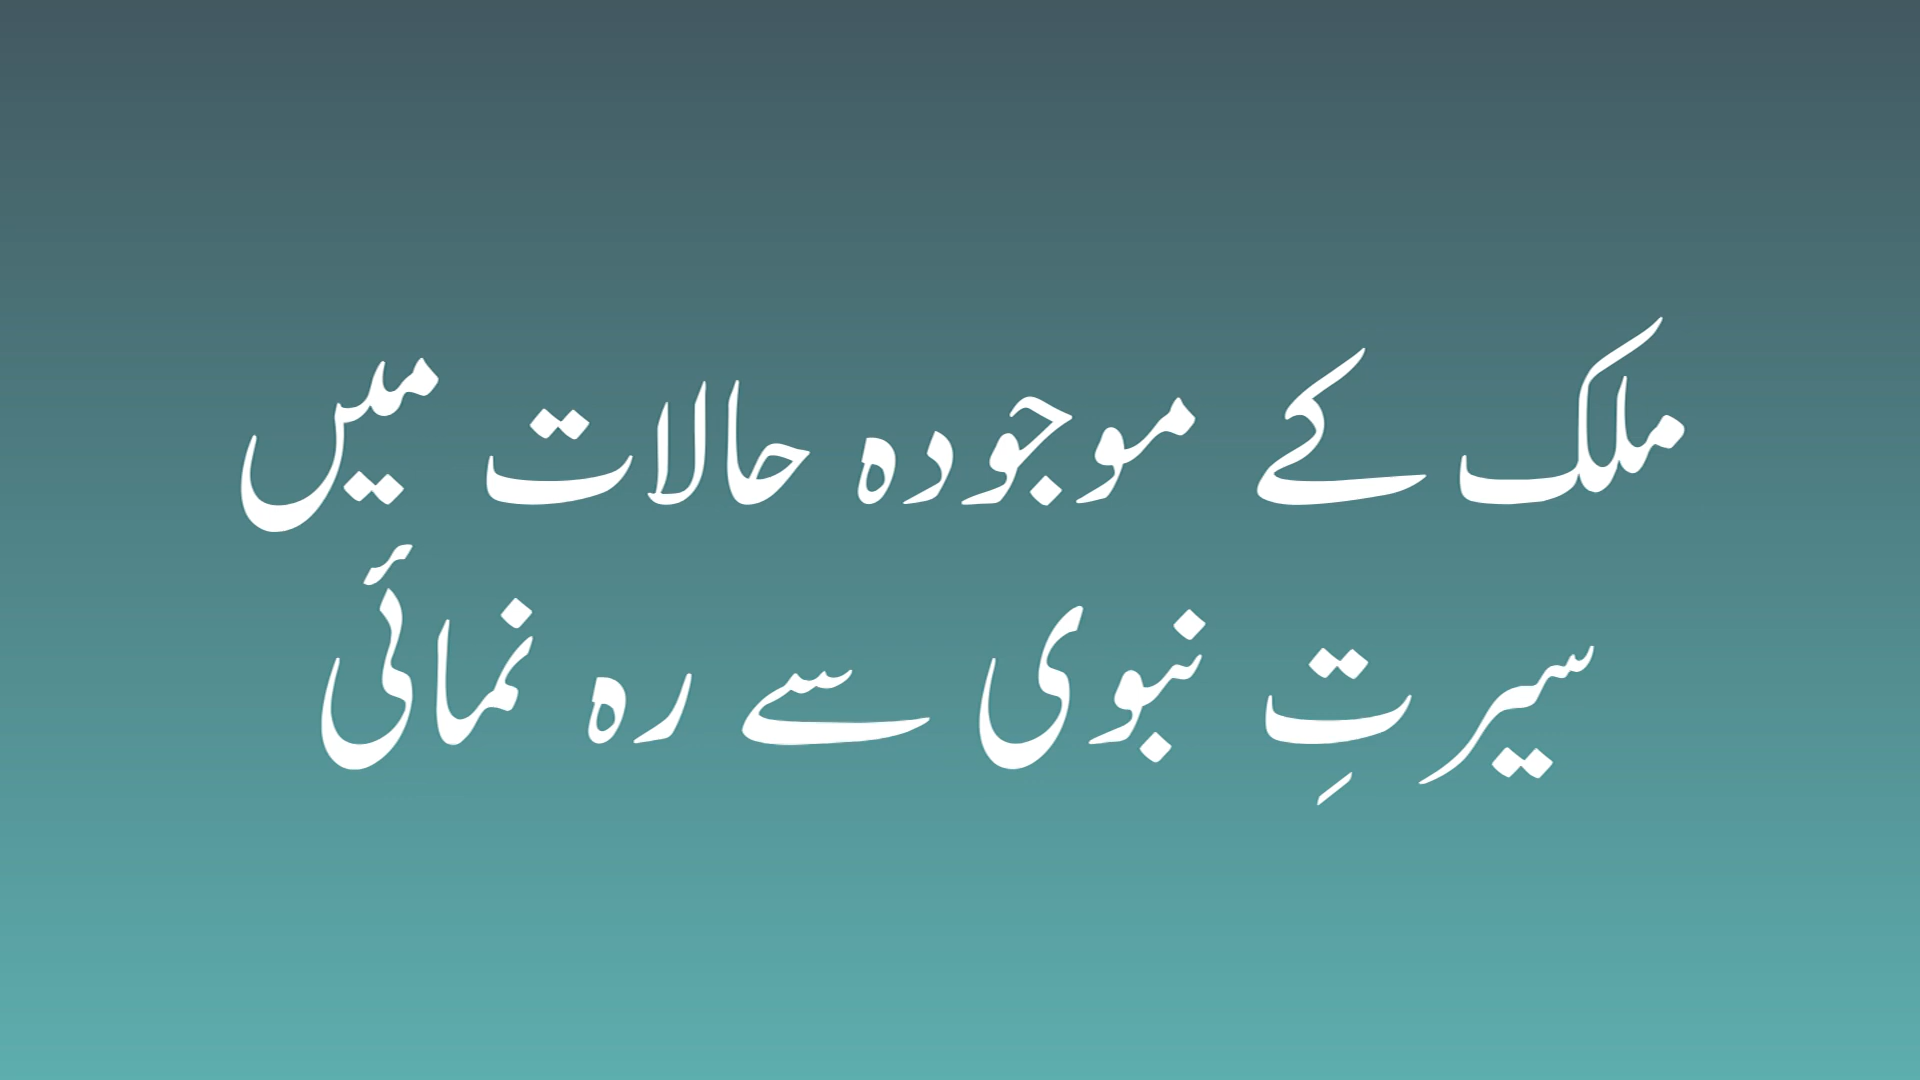 ملک کے موجودہ حالات میں
سیرتِ نبوی سے رہ نمائی